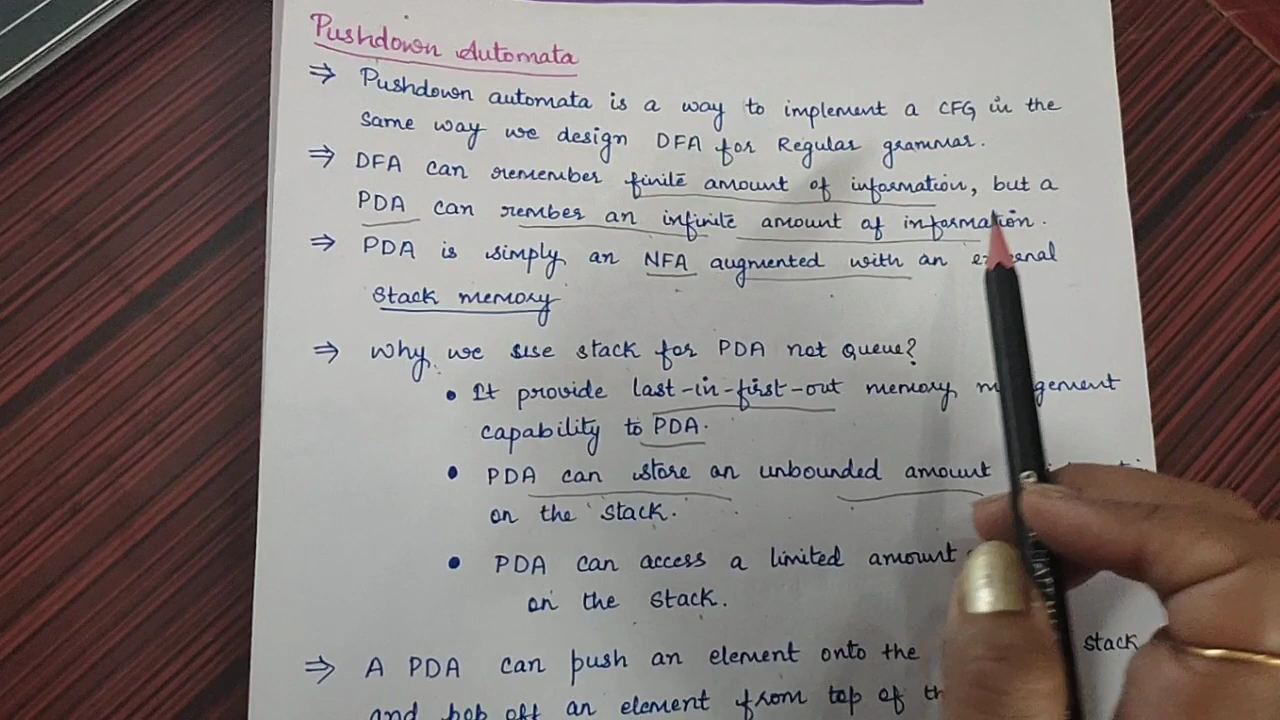 Pushdown Automata
⇒ Pushdown automata is a way to implement a CFG in the
same way we design DFA for Regular grammar.
⇒ DFA can remember finite amount of information, but a
PDA can rember an infinite amount of information.
⇒ PDA is simply an NFA augmented with an
stack memory
⇒ Why we use stack for PDA not Queue?
• It provide last-in-first-out memory
capability to PDA.
• PDA can store an unbounded amount
on the stack.
• PDA can access a limited amount
on the stack.
⇒ A PDA can push an element onto the stack
and pop off an element from top of